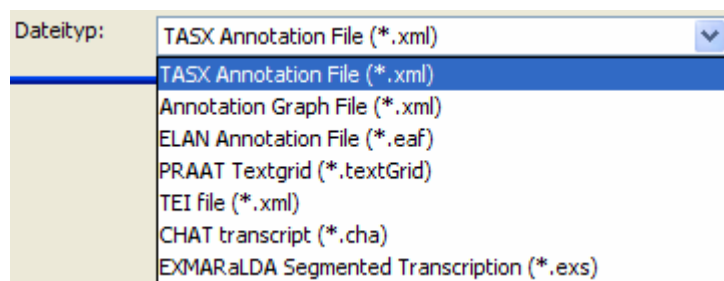 Dateityp:
TASX Annotation File (*.xml)
TASX Annotation File (*.xml)
Annotation Graph File (*.xml)
ELAN Annotation File (*.eaf)
PRAAT Textgrid (*.textGrid)
TEI file (*.xml)
CHAT transcript (*.cha)
EXMARaLDA Segmented Transcription (*.exs)